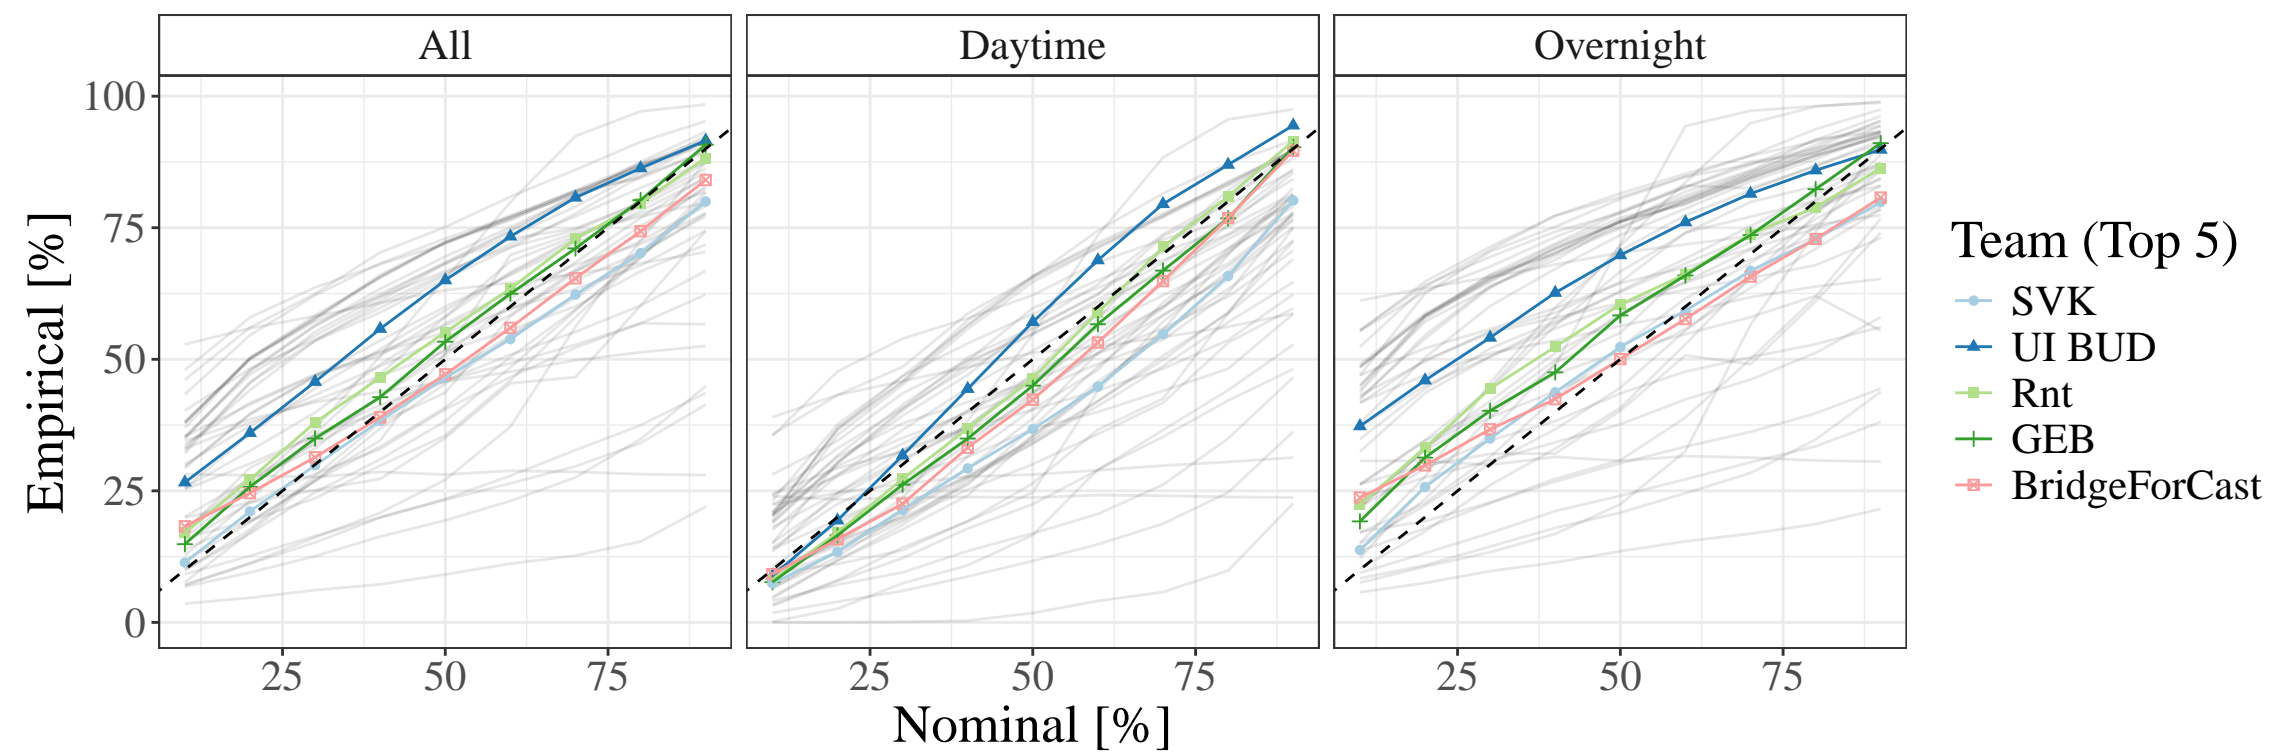 All Daytime Overnight
100
75
50
25
0
Empirical [%]
25 50 75 25 50 75 25 50 75
Nominal [%]
Team (Top 5)
SVK
UI BUD
Rnt
GEB
BridgeForCast